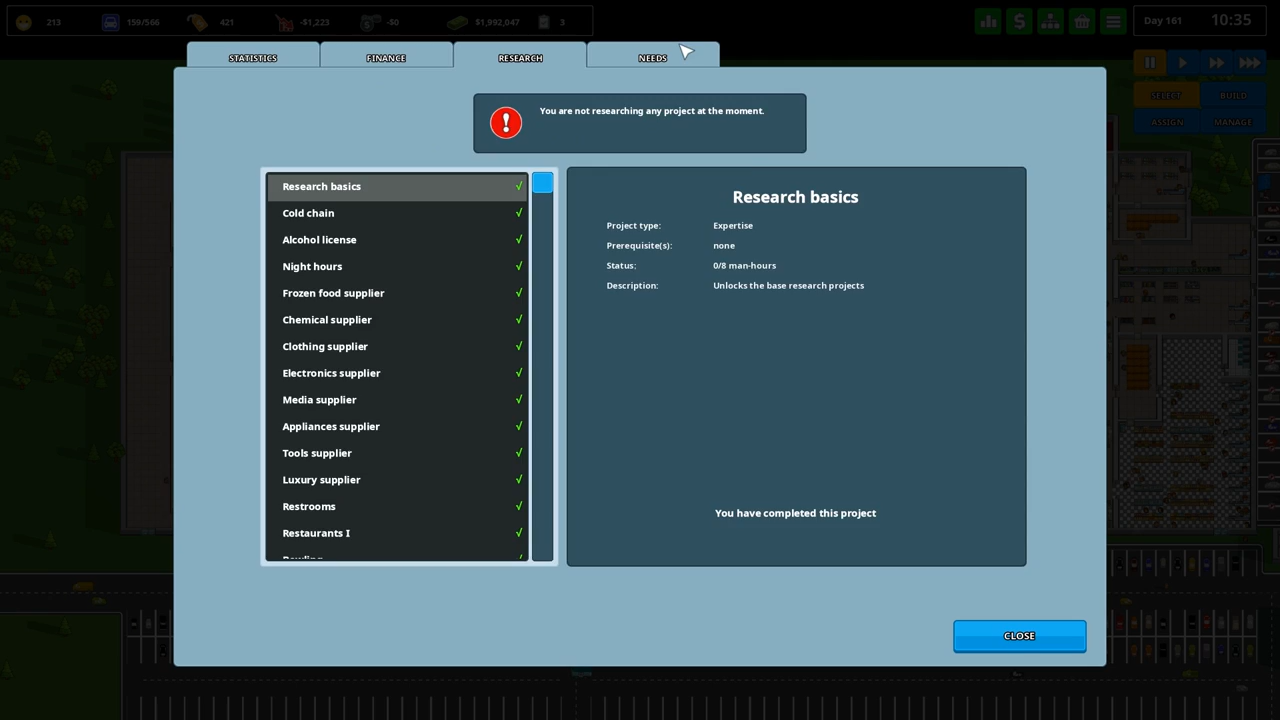 213
159/566
421
-$1,223
-$0
$1,992,047
3
Day 161
10:35
STATISTICS
FINANCE
RESEARCH
NEEDS
SELECT
BUILD
ASSIGN
MANAGE
You are not researching any project at the moment.
Research basics √
Cold chain √
Alcohol license √
Night hours √
Frozen food supplier √
Chemical supplier √
Clothing supplier √
Electronics supplier √
Media supplier √
Appliances supplier √
Tools supplier √
Luxury supplier √
Restrooms √
Restaurants I √
Research basics
Project type: Expertise
Prerequisite(s): none
Status: 0/8 man-hours
Description: Unlocks the base research projects
You have completed this project
CLOSE